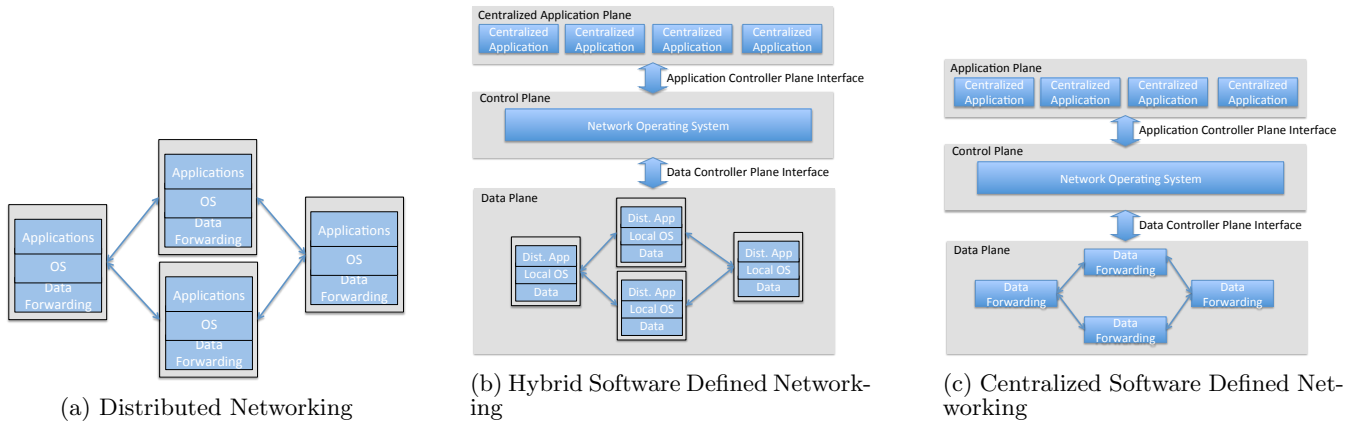 Applications
OS
Data
Forwarding
Applications
OS
Data
Forwarding
Applications
OS
Data
Forwarding
Applications
OS
Data
Forwarding
(a) Distributed Networking
Centralized Application Plane
Centralized
Application
Centralized
Application
Centralized
Application
Centralized
Application
Application Controller Plane Interface
Control Plane
Network Operating System
Data Controller Plane Interface
Data Plane
Dist. App
Local OS
Data
Dist. App
Local OS
Data
Dist. App
Local OS
Data
Dist. App
Local OS
Data
(b) Hybrid Software Defined Network-
ing
Application Plane
Centralized
Application
Centralized
Application
Centralized
Application
Centralized
Application
Application Controller Plane Interface
Control Plane
Network Operating System
Data Controller Plane Interface
Data Plane
Data
Forwarding
Data
Forwarding
Data
Forwarding
Data
Forwarding
(c) Centralized Software Defined Net-
working